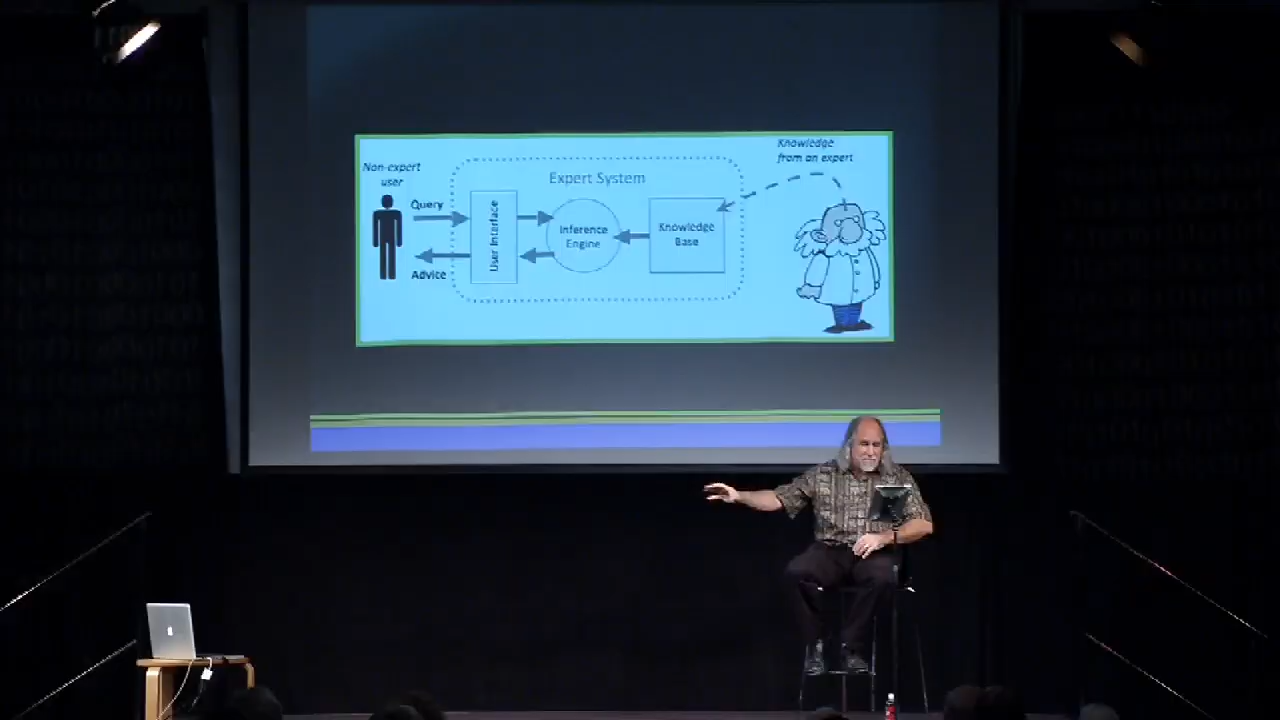 Knowledge
from an expert
Non-expert
user
Expert System
Query
User Interface
Inference
Engine
Knowledge
Base
Advice